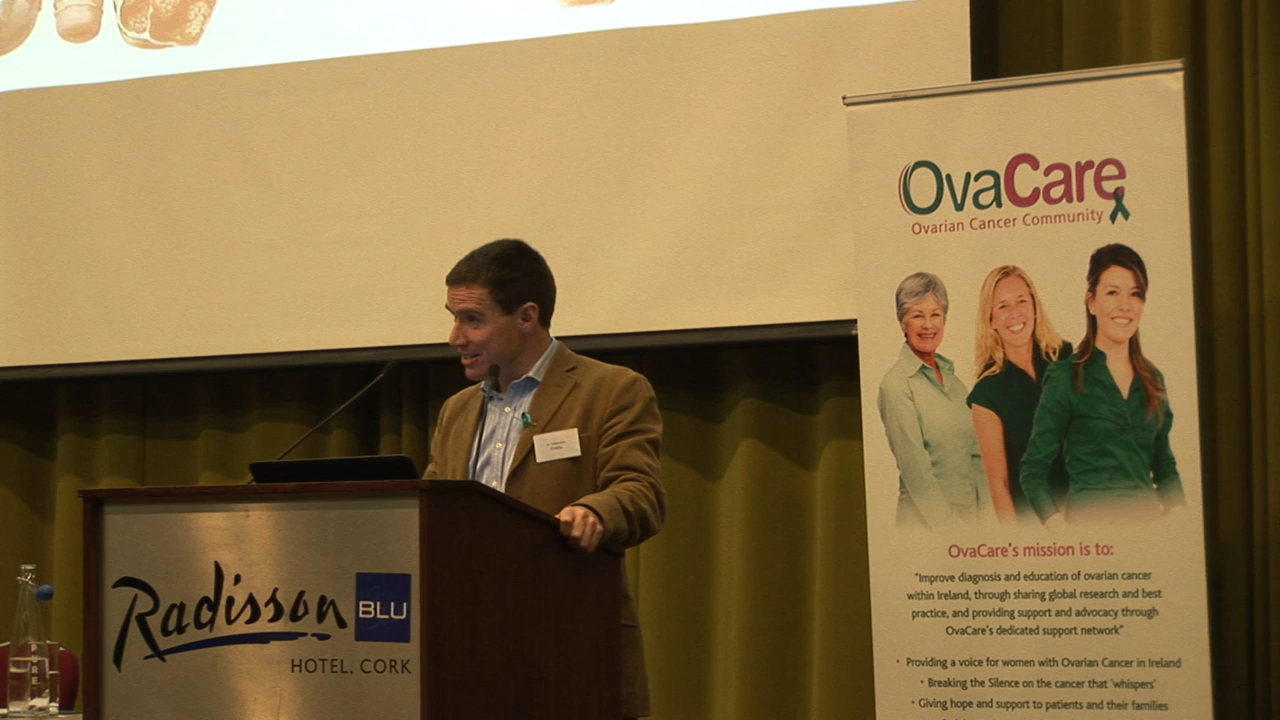 OvaCare
Ovarian Cancer Community
OvaCare's mission is to:
"Improve diagnosis and education of ovarian cancer
within Ireland, through sharing global research and best
practice, and providing support and advocacy through
OvaCare's dedicated support network"
• Providing a voice for women with Ovarian Cancer in Ireland
• Breaking the Silence on the cancer that 'whispers'
• Giving hope and support to patients and their families
Radisson BLU
HOTEL, CORK